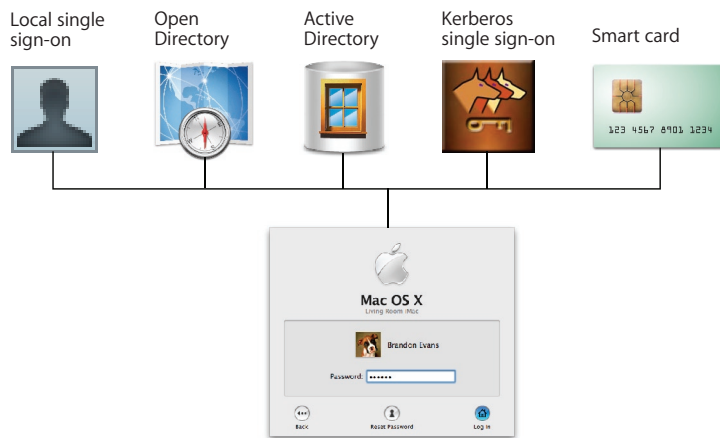 Local single
sign-on
Open
Directory
Active
Directory
Kerberos
single sign-on
Smart card
123 4567 8901 1234
Mac OS X
Living Room iMac
Brandon Evans
Password:
Back
Reset Password
Log In